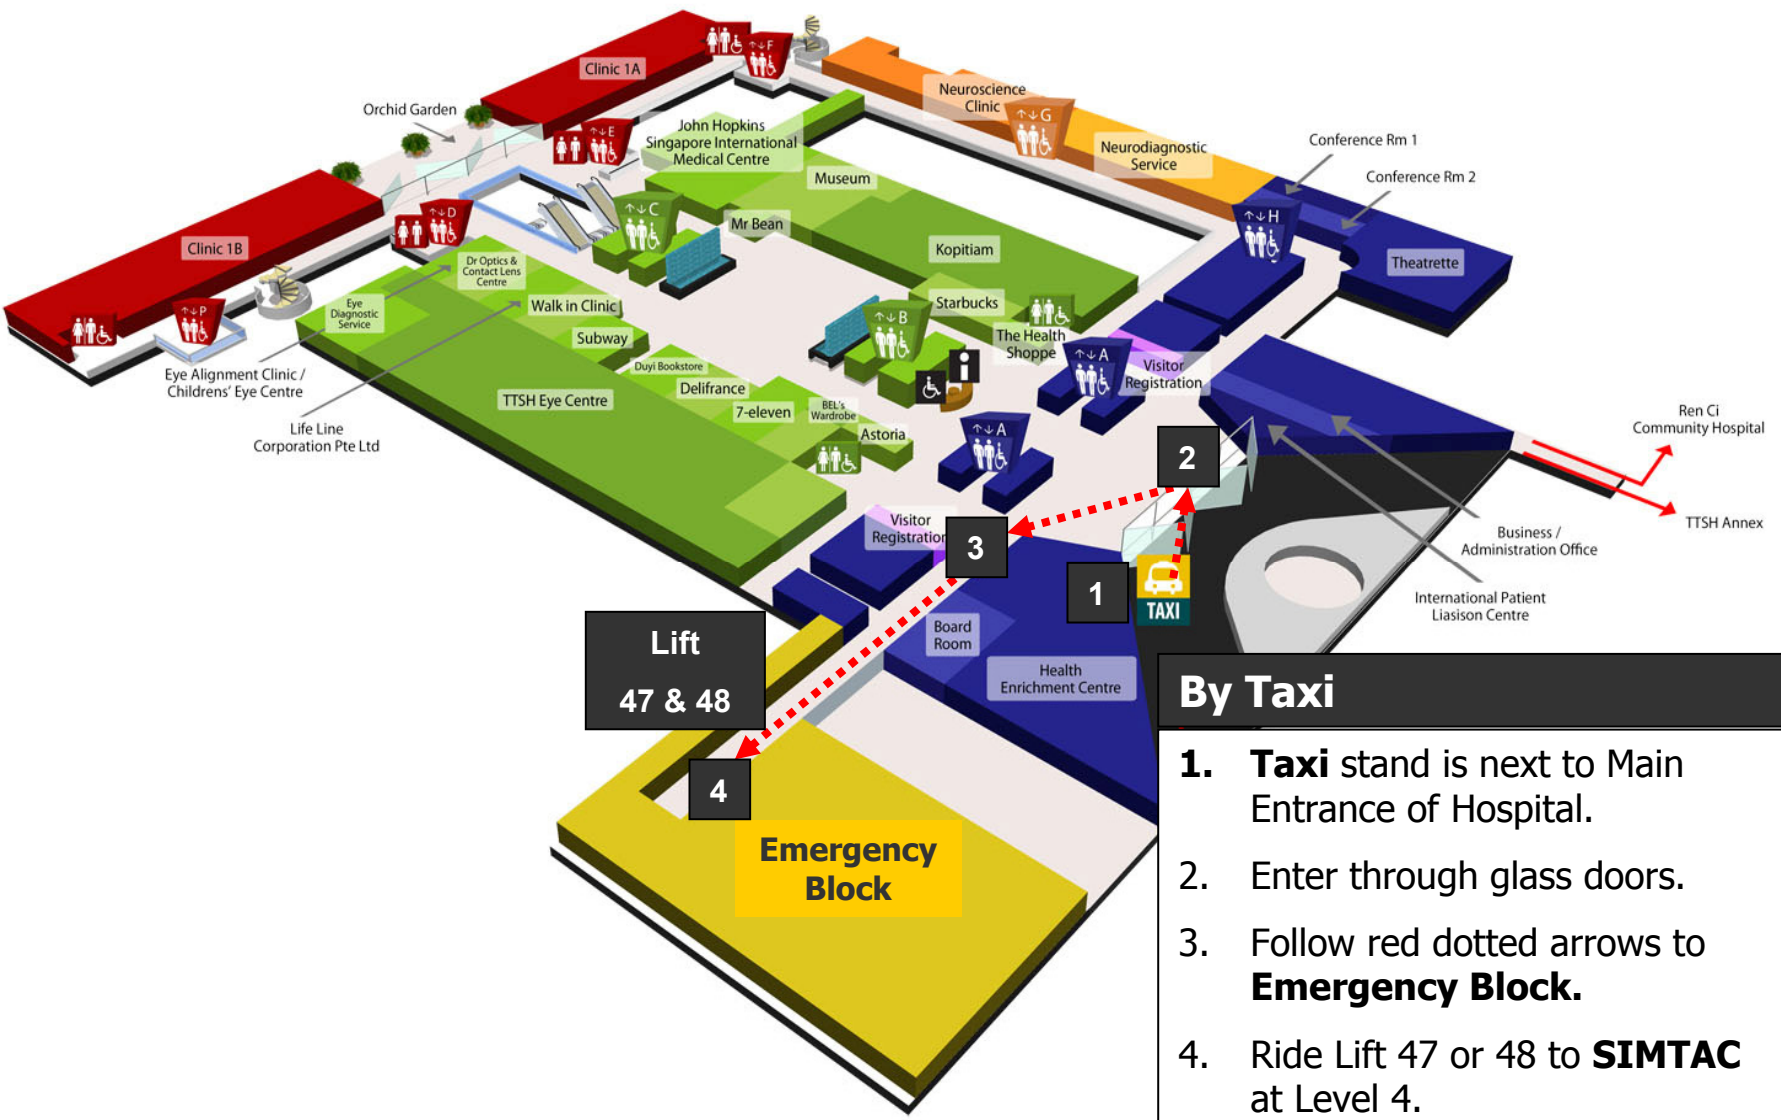 Clinic 1A
↑↓F
Orchid Garden
Neuroscience
Clinic
↑↓G
John Hopkins
Singapore International
Medical Centre
↑↓E
Neurodiagnostic
Service
Conference Rm 1
Conference Rm 2
Museum
↑↓D
↑↓C
Mr Bean
↑↓H
Clinic 1B
Kopitiam
Theatrette
Dr Optics &
Contact Lens
Centre
Eye
Diagnostic
Service
Walk in Clinic
Starbucks
↑↓P
↑↓B
Subway
The Health
Shoppe
↑↓A
Visitor
Registration
Duyi Bookstore
Eye Alignment Clinic /
Children's Eye Centre
Delifrance
TTSH Eye Centre
7-eleven
BEL's
Wardrobe
Astoria
↑↓A
Life Line
Corporation Pte Ltd
Ren Ci
Community Hospital
TTSH Annex
2
Visitor
Registration
3
Business /
Administration Office
1
TAXI
International Patient
Liasison Centre
Lift
47 & 48
Board
Room
Health
Enrichment Centre
4
Emergency
Block
By Taxi
1. Taxi stand is next to Main
Entrance of Hospital.
2. Enter through glass doors.
3. Follow red dotted arrows to
Emergency Block.
4. Ride Lift 47 or 48 to SIMTAC
at Level 4.